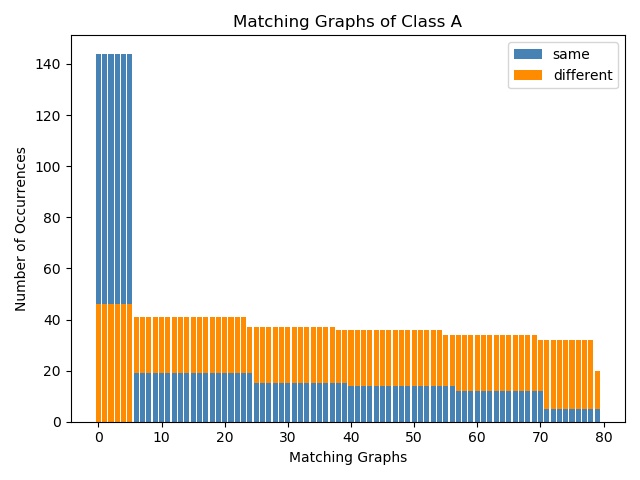 Matching Graphs of Class A
same
different
Number of Occurrences
140
120
100
80
60
40
20
0
0 10 20 30 40 50 60 70 80
Matching Graphs